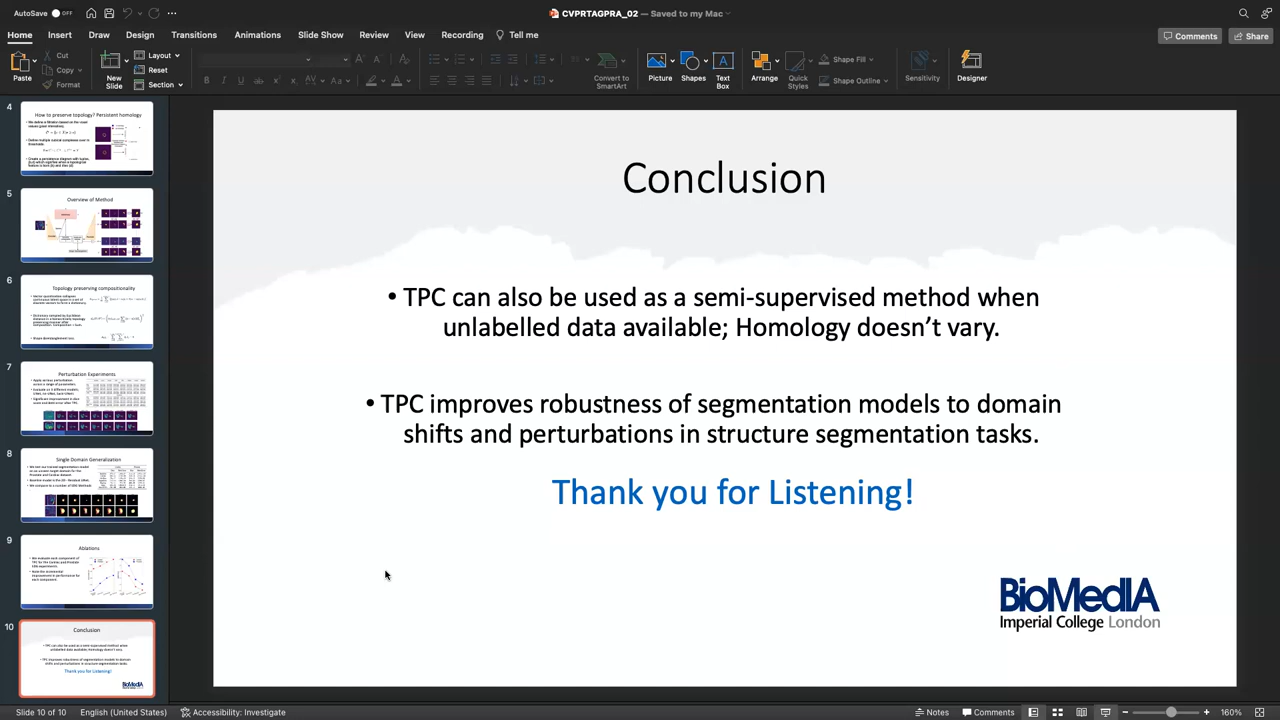 AutoSave OFF
CVPRTAGPRA_02 — Saved to my Mac
Home Insert Draw Design Transitions Animations Slide Show Review View Recording Tell me
Comments Share
Paste
Cut
Copy
Format
New Slide
Layout
Reset
Section
Convert to SmartArt
Picture
Shapes
Text Box
Arrange
Quick Styles
Shape Fill
Shape Outline
Sensitivity
Designer
4
How to preserve topology? Persistent homology
5
Overview of Method
6
Topology preserving compositionality
7
Perturbation Experiments
8
Single Domain Generalization
9
Ablations
10
Conclusion
Thank you for Listening!
Conclusion
• TPC can also be used as a semi-supervised method when
unlabelled data available; Homology doesn’t vary.
• TPC improves robustness of segmentation models to domain
shifts and perturbations in structure segmentation tasks.
Thank you for Listening!
BioMedIA
Imperial College London
Slide 10 of 10 English (United States) Accessibility: Investigate Notes Comments 160%